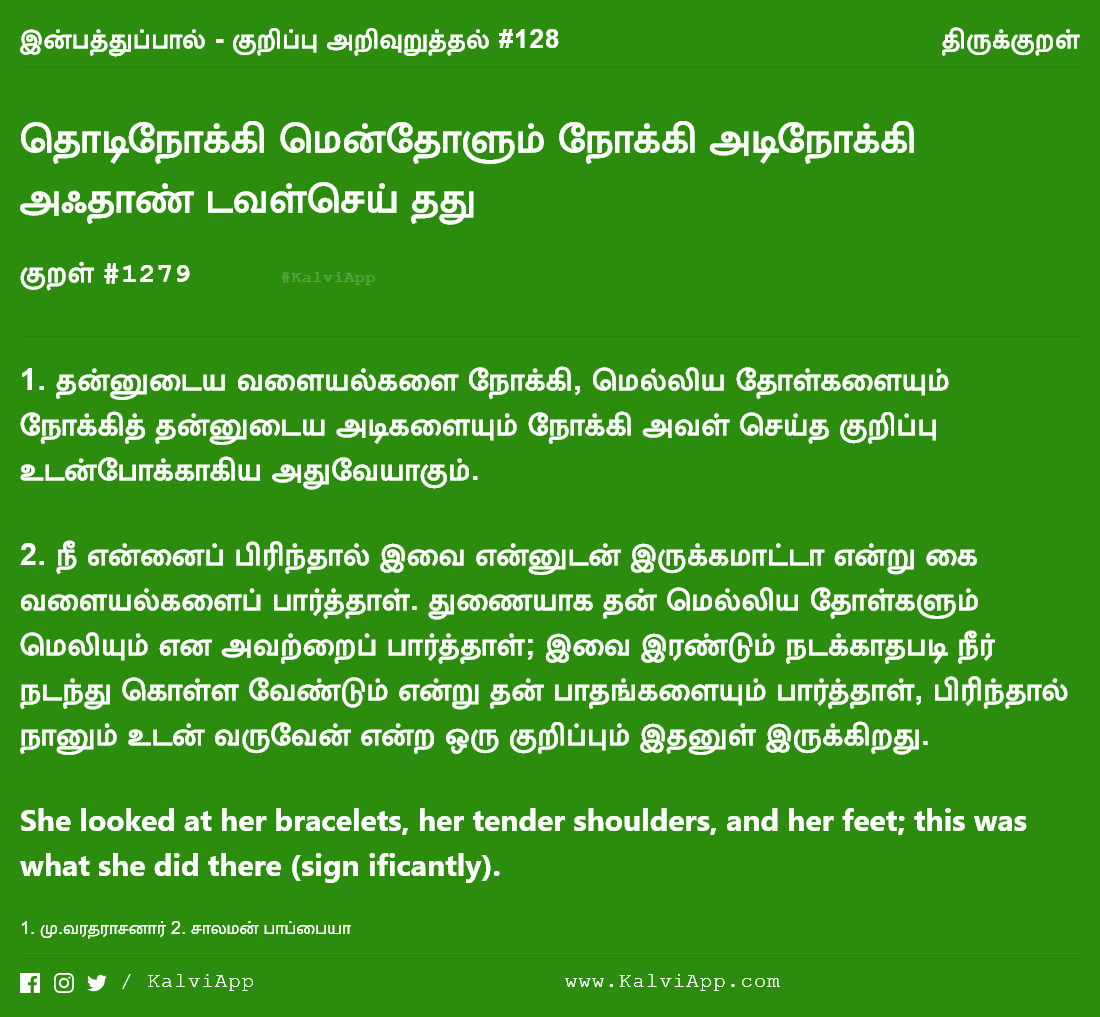 இன்பத்துப்பால் - குறிப்பு அறிவுறுத்தல் #128
திருக்குறள்
தொடிநோக்கி மென்தோளும் நோக்கி அடிநோக்கி
அஃதாண் டவள்செய் தது
குறள் #1279
#KalviApp
1. தன்னுடைய வளையல்களை நோக்கி, மெல்லிய தோள்களையும்
நோக்கித் தன்னுடைய அடிகளையும் நோக்கி அவள் செய்த குறிப்பு
உடன்போக்காகிய அதுவேயாகும்.
2. நீ என்னைப் பிரிந்தால் இவை என்னுடன் இருக்கமாட்டா என்று கை
வளையல்களைப் பார்த்தாள். துணையாக தன் மெல்லிய தோள்களும்
மெலியும் என அவற்றைப் பார்த்தாள்; இவை இரண்டும் நடக்காதபடி நீர்
நடந்து கொள்ள வேண்டும் என்று தன் பாதங்களையும் பார்த்தாள், பிரிந்தால்
நானும் உடன் வருவேன் என்ற ஒரு குறிப்பும் இதனுள் இருக்கிறது.
She looked at her bracelets, her tender shoulders, and her feet; this was
what she did there (sign ificantly).
1. மு.வரதராசனார் 2. சாலமன் பாப்பையா
/ KalviApp
www.KalviApp.com